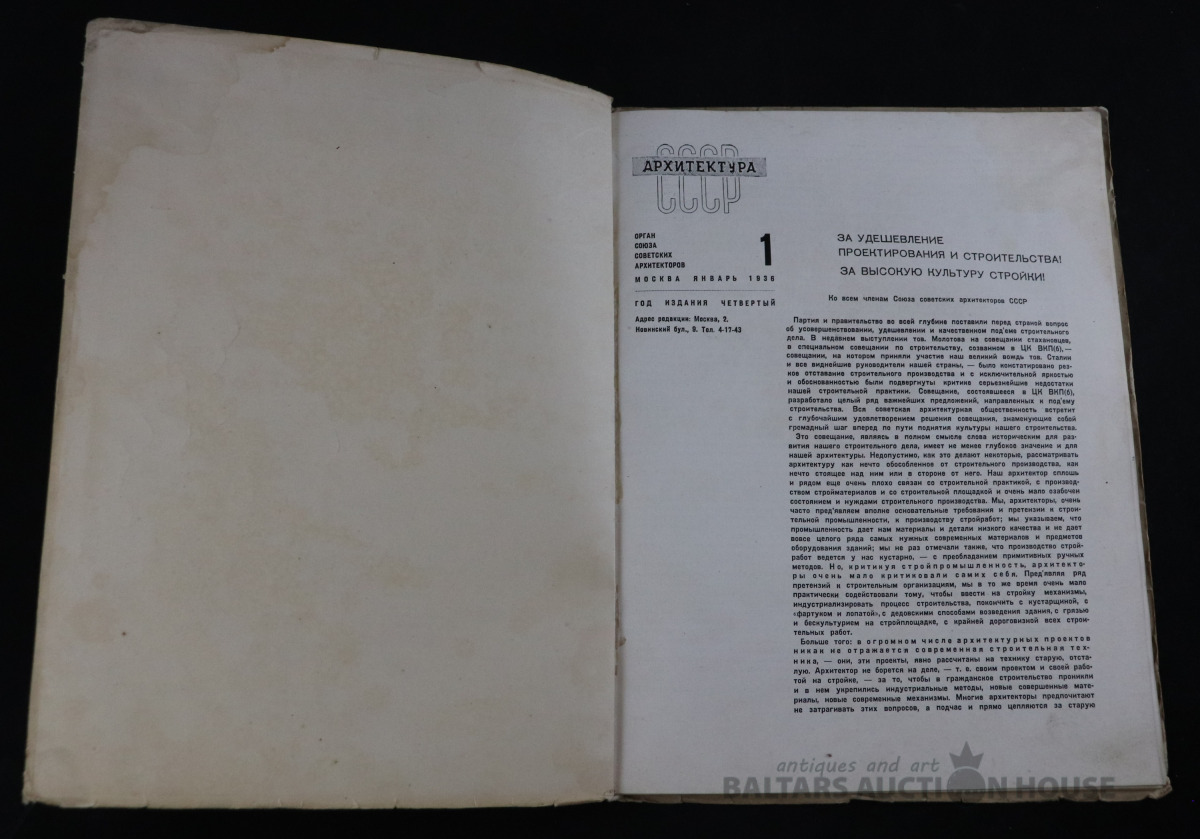 СССР
АРХИТЕКТУРА
СССР
ОРГАН
СОЮЗА
СОВЕТСКИХ
АРХИТЕКТОРОВ
1
МОСКВА ЯНВАРЬ 1936
ГОД ИЗДАНИЯ ЧЕТВЕРТЫЙ
Адрес редакции: Москва, 2.
Новинский бул., 9. Тел. 4-17-43
ЗА УДЕШЕВЛЕНИЕ
ПРОЕКТИРОВАНИЯ И СТРОИТЕЛЬСТВА!
ЗА ВЫСОКУЮ КУЛЬТУРУ СТРОЙКИ!
Ко всем членам Союза советских архитекторов СССР
Партия и правительство во всей глубине поставили перед страной вопрос
об усовершенствовании, удешевлении и качественном под'еме строительного
дела. В недавнем выступлении тов. Молотова на совещании стахановцев,
в специальном совещании по строительству, созванном в ЦК ВКП(б),—
совещании, на котором приняли участие наш великий вождь тов. Сталин
и все виднейшие руководители нашей страны, — было констатировано рез-
кое отставание строительного производства и с исключительной яркостью
и обоснованностью были подвергнуты критике серьезнейшие недостатки
нашей строительной практики. Совещание, состоявшееся в ЦК ВКП(б),
разработало целый ряд важнейших предложений, направленных к под'ему
строительства. Вся советская архитектурная общественность встретит
с глубочайшим удовлетворением решения совещания, знаменующие собой
громадный шаг вперед по пути поднятия культуры нашего строительства.
Это совещание, являясь в полном смысле слова историческим для раз-
вития нашего строительного дела, имеет не менее глубокое значение и для
нашей архитектуры. Недопустимо, как это делают некоторые, рассматривать
архитектуру как нечто обособленное от строительного производства, как
нечто стоящее над ним или в стороне от него. Наш архитектор сплошь
и рядом еще очень плохо связан со строительной практикой, с производ-
ством стройматериалов и со строительной площадкой и очень мало озабочен
состоянием и нуждами строительного производства. Мы, архитекторы, очень
часто пред'являем вполне основательные требования и претензии к строи-
тельной промышленности, к производству стройработ; мы указываем, что
промышленность дает нам материалы и детали низкого качества и не дает
вовсе целого ряда самых нужных современных материалов и предметов
оборудования зданий; мы не раз отмечали также, что производство строй-
работ ведется у нас кустарно, — с преобладанием примитивных ручных
методов. Но, критикуя стройпромышленность, архитекто-
ры очень мало критиковали самих себя. Пред'являя ряд
претензий к строительным организациям, мы в то же время очень мало
практически содействовали тому, чтобы ввести на стройку механизмы,
индустриализировать процесс строительства, покончить с кустарщиной, с
«фартуком и лопатой», с дедовскими способами возведения здания, с грязью
и бескультурием на стройплощадке, с крайней дороговизной всех строи-
тельных работ.
Больше того: в огромном числе архитектурных проектов
никак не отражается современная строительная тех-
ника, — они, эти проекты, явно рассчитаны на технику старую, отста-
лую. Архитектор не борется на деле, — т. е. своим проектом и своей рабо-
той на стройке, — за то, чтобы в гражданское строительство проникли
и в нем укрепились индустриальные методы, новые совершенные мате-
риалы, новые современные механизмы. Многие архитекторы предпочитают
не затрагивать этих вопросов, а подчас и прямо цепляются за старую
antiques and art
BALTARS AUCTION HOUSE